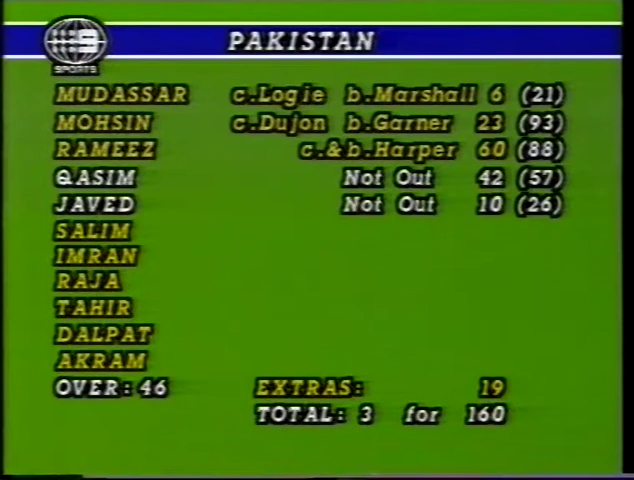 9
SPORTS
PAKISTAN
MUDASSAR c.Logie b.Marshall 6 (21)
MOHSIN c.Dujon b.Garner 23 (93)
RAMEEZ c.&b.Harper 60 (88)
QASIM Not Out 42 (57)
JAVED Not Out 10 (26)
SALIM
IMRAN
RAJA
TAHIR
DALPAT
AKRAM
OVER: 46 EXTRAS: 19
TOTAL: 3 for 160